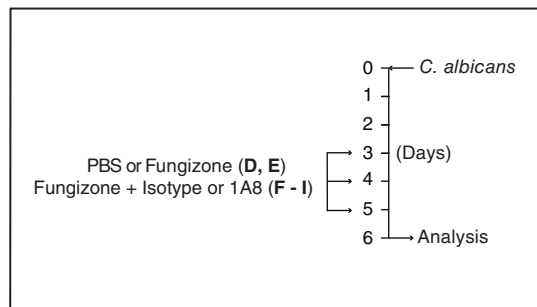 0 C. albicans
1
2
PBS or Fungizone (D, E) 3 (Days)
Fungizone + Isotype or 1A8 (F - I) 4
5
6 Analysis